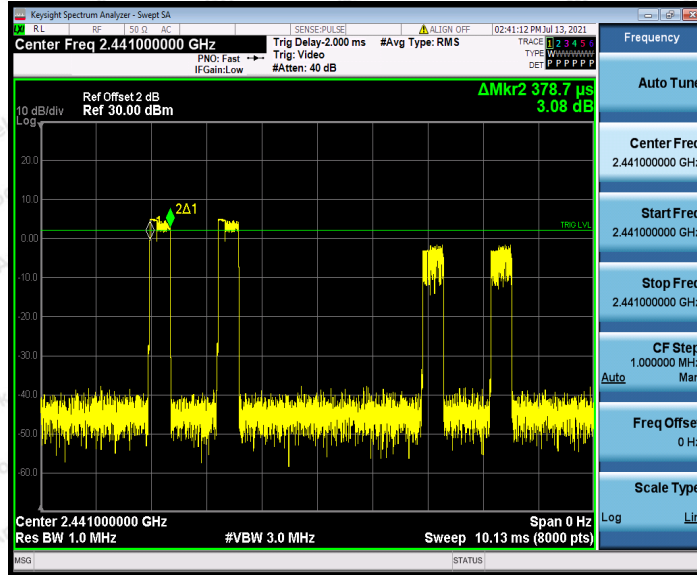 Keysight Spectrum Analyzer - Swept SA
LXI RL RF 50 Ω AC SENSE:PULSE ALIGN OFF 02:41:12 PM Jul 13, 2021
Center Freq 2.441000000 GHz
PNO: Fast
IFGain:Low
Trig Delay-2.000 ms
Trig: Video
#Atten: 40 dB
#Avg Type: RMS
TRACE 1 2 3 4 5 6
TYPE W
DET P P P P P P
Ref Offset 2 dB
10 dB/div Ref 30.00 dBm
Log
ΔMkr2 378.7 µs
3.08 dB
20.0
10.0
0.00
-10.0
-20.0
-30.0
-40.0
-50.0
-60.0
1
2Δ1
TRIG LVL
Center 2.441000000 GHz Span 0 Hz
Res BW 1.0 MHz #VBW 3.0 MHz Sweep 10.13 ms (8000 pts)
MSG STATUS
Frequency
Auto Tune
Center Freq
2.441000000 GHz
Start Freq
2.441000000 GHz
Stop Freq
2.441000000 GHz
CF Step
1.000000 MHz
Auto Man
Freq Offset
0 Hz
Scale Type
Log Lin